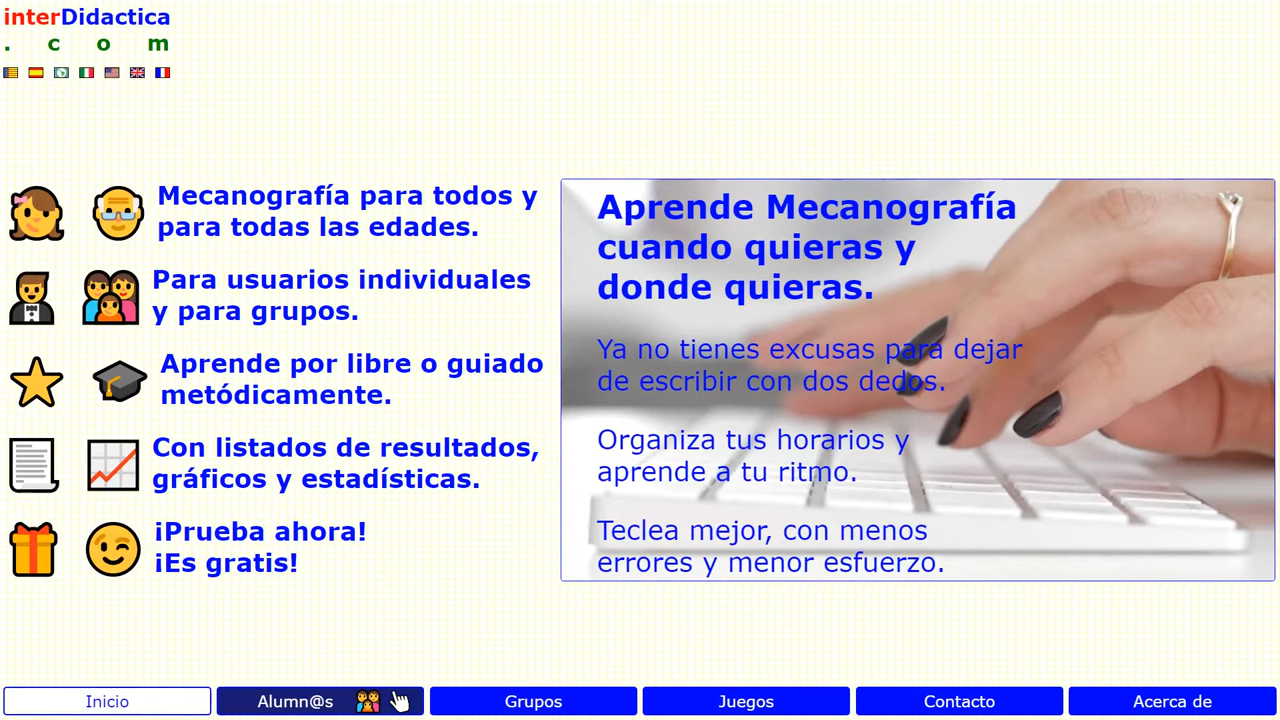 interDidactica
. c o m
Mecanografía para todos y
para todas las edades.
Para usuarios individuales
y para grupos.
Aprende por libre o guiado
metódicamente.
Con listados de resultados,
gráficos y estadísticas.
¡Prueba ahora!
¡Es gratis!
Aprende Mecanografía
cuando quieras y
donde quieras.
Ya no tienes excusas para dejar
de escribir con dos dedos.
Organiza tus horarios y
aprende a tu ritmo.
Teclea mejor, con menos
errores y menor esfuerzo.
Inicio
Alumn@s
Grupos
Juegos
Contacto
Acerca de